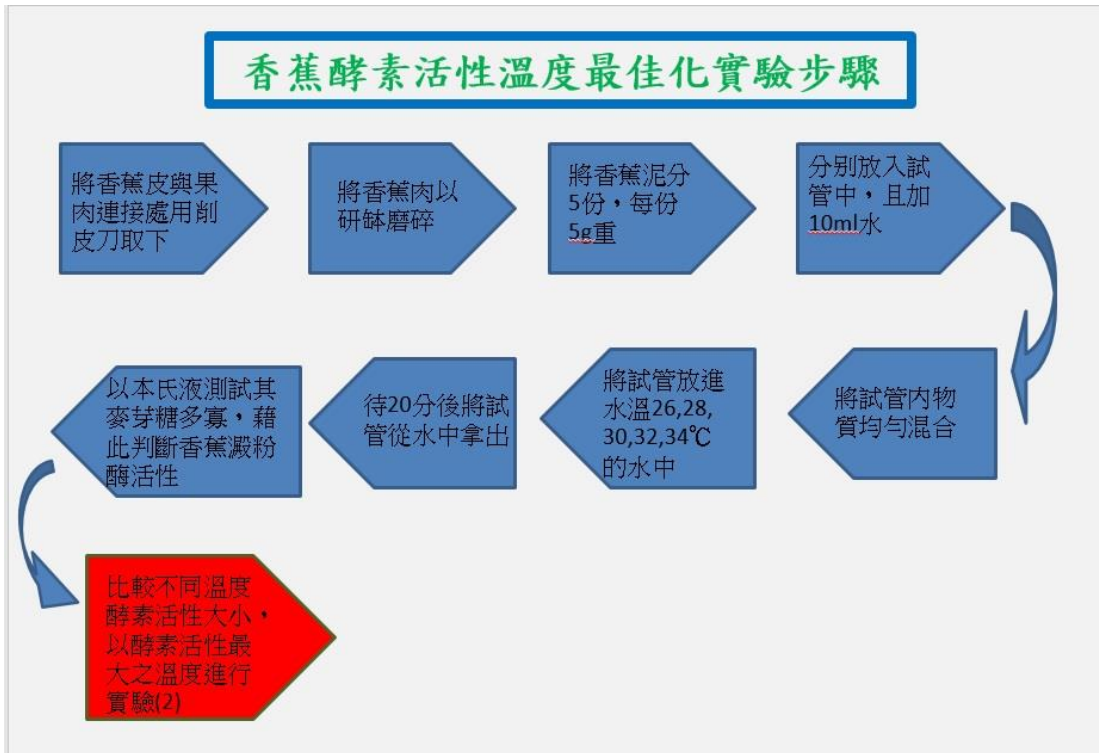 香蕉酵素活性溫度最佳化實驗步驟
將香蕉皮與果
肉連接處用削
皮刀取下
將香蕉肉以
研缽磨碎
將香蕉泥分
5份，每份
5g重
分別放入試
管中，且加
10ml水
將試管內物
質均勻混合
將試管放進
水溫26,28,
30,32,34℃
的水中
待20分後將試
管從水中拿出
以本氏液測試其
麥芽糖多寡，藉
此判斷香蕉澱粉
酶活性
比較不同溫度
酵素活性大小，
以酵素活性最
大之溫度進行
實驗(2)